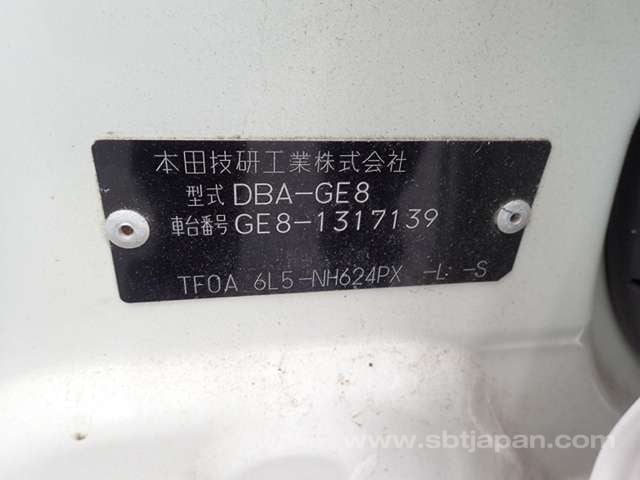 本田技研工業株式会社
型式 DBA-GE8
車台番号 GE8-1317139
TF0A 6L5-NH624PX -L -S
www.sbtjapan.com